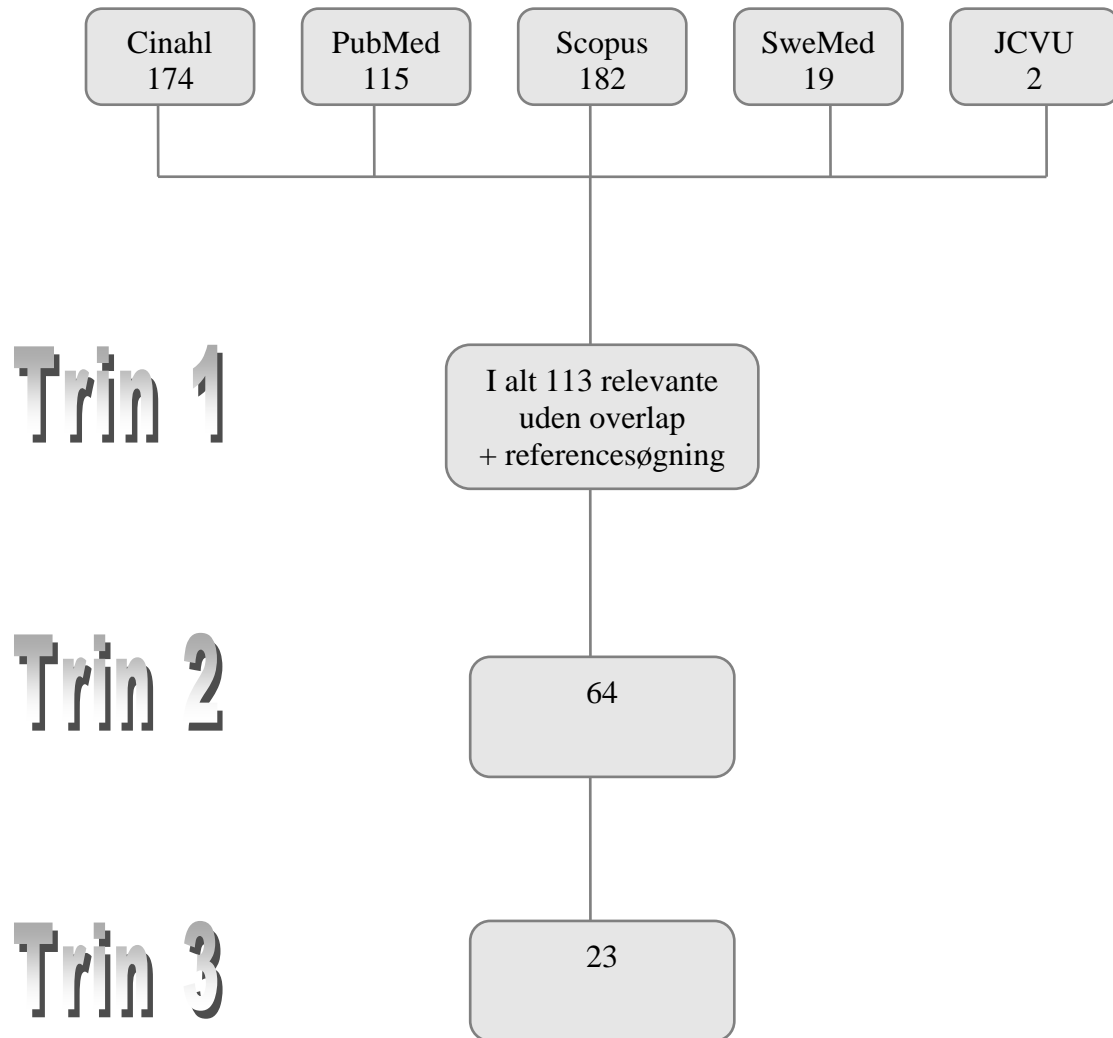 Cinahl
174
PubMed
115
Scopus
182
SweMed
19
JCVU
2
Trin 1
I alt 113 relevante
uden overlap
+ referencesøgning
Trin 2
64
Trin 3
23